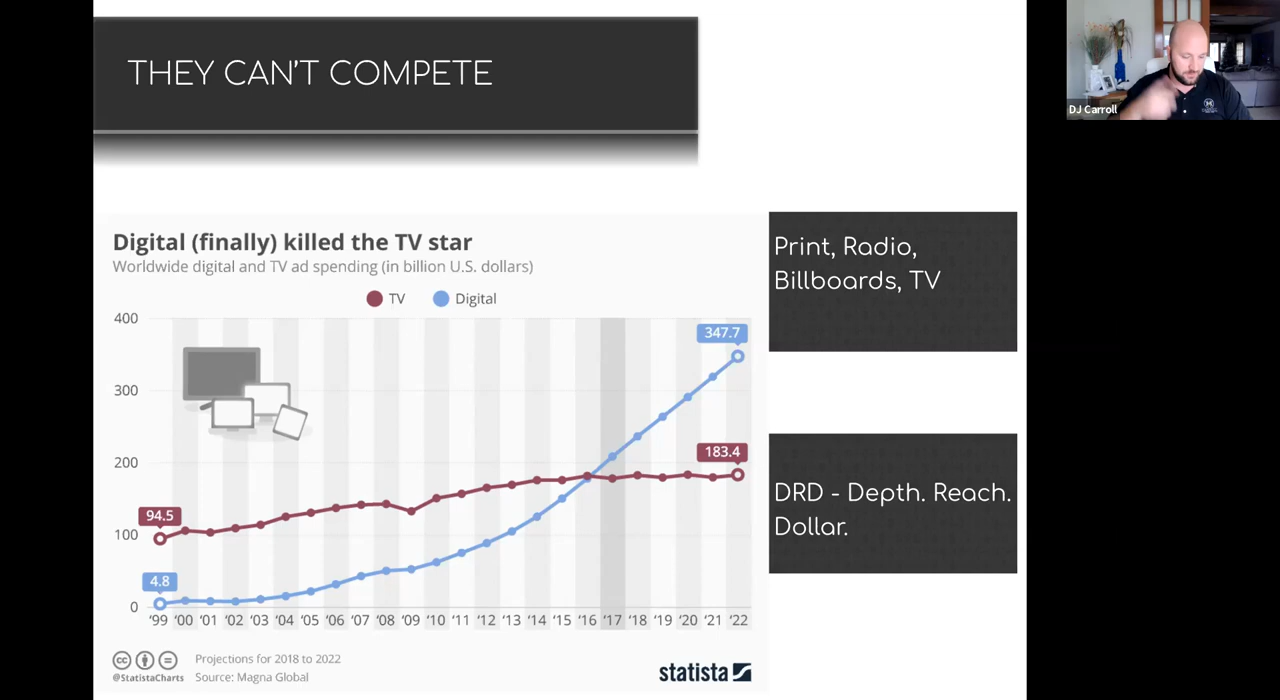 THEY CAN'T COMPETE
DJ Carroll
Digital (finally) killed the TV star
Worldwide digital and TV ad spending (in billion U.S. dollars)
TV Digital
400
300
200
100
0
94.5
4.8
347.7
183.4
'99 '00 '01 '02 '03 '04 '05 '06 '07 '08 '09 '10 '11 '12 '13 '14 '15 '16 '17 '18 '19 '20 '21 '22
cc
@StatistaCharts
Projections for 2018 to 2022
Source: Magna Global
statista
Print, Radio,
Billboards, TV
DRD - Depth. Reach.
Dollar.